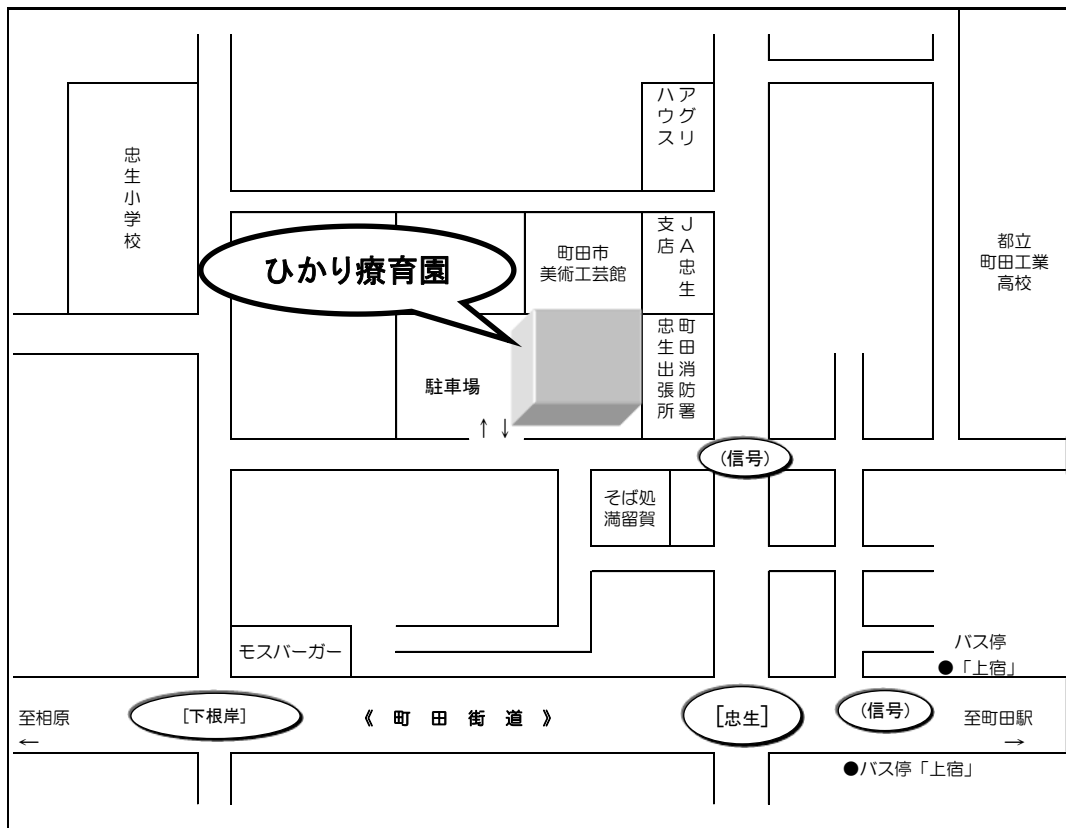 アグリ
ハウス
忠生小学校
ひかり療育園
町田市
美術工芸館
JA忠生
支店
都立
町田工業
高校
駐車場
町田消防署
忠生出張所
↑ ↓
(信号)
そば処
満留賀
モスバーガー
バス停
●「上宿」
至相原
←
[下根岸]
《 町 田 街 道 》
[忠生]
(信号)
至町田駅
→
●バス停「上宿」